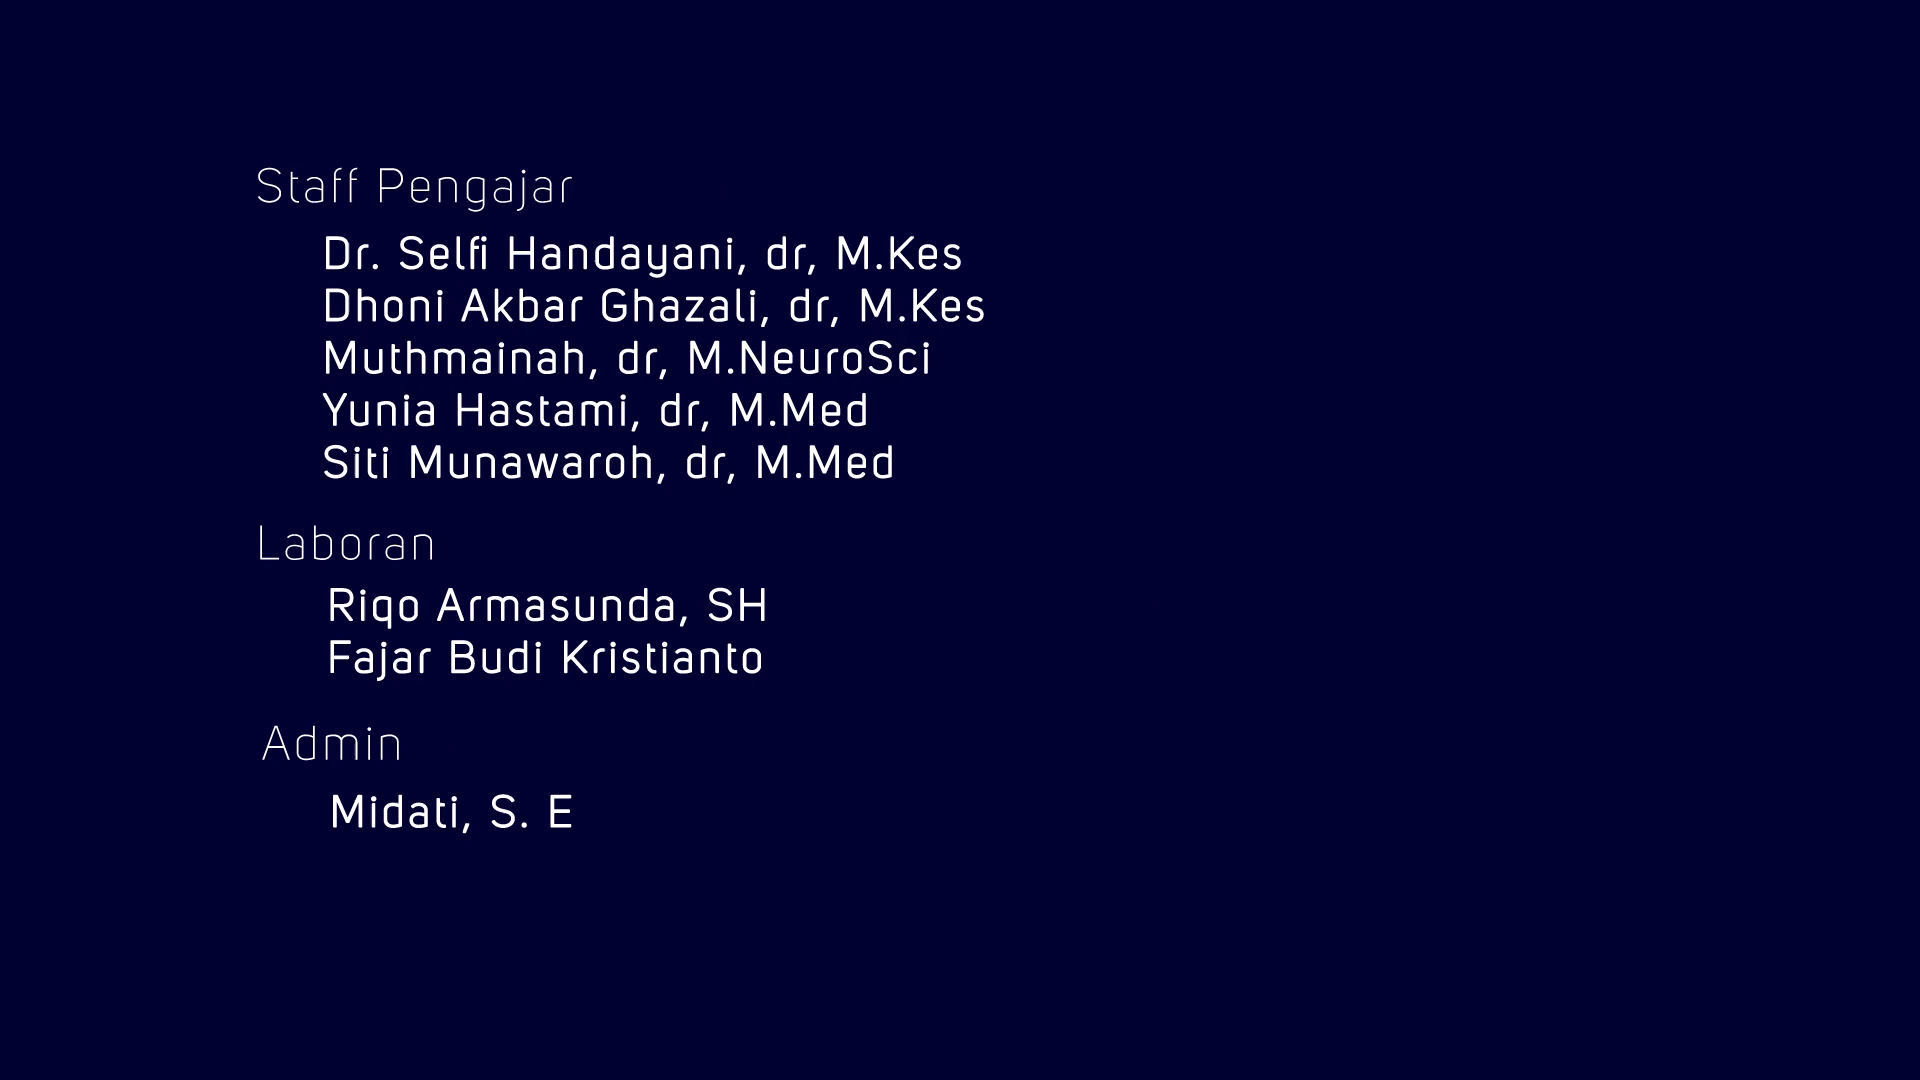 Staff Pengajar
Dr. Selfi Handayani, dr, M.Kes
Dhoni Akbar Ghazali, dr, M.Kes
Muthmainah, dr, M.NeuroSci
Yunia Hastami, dr, M.Med
Siti Munawaroh, dr, M.Med
Laboran
Riqo Armasunda, SH
Fajar Budi Kristianto
Admin
Midati, S. E